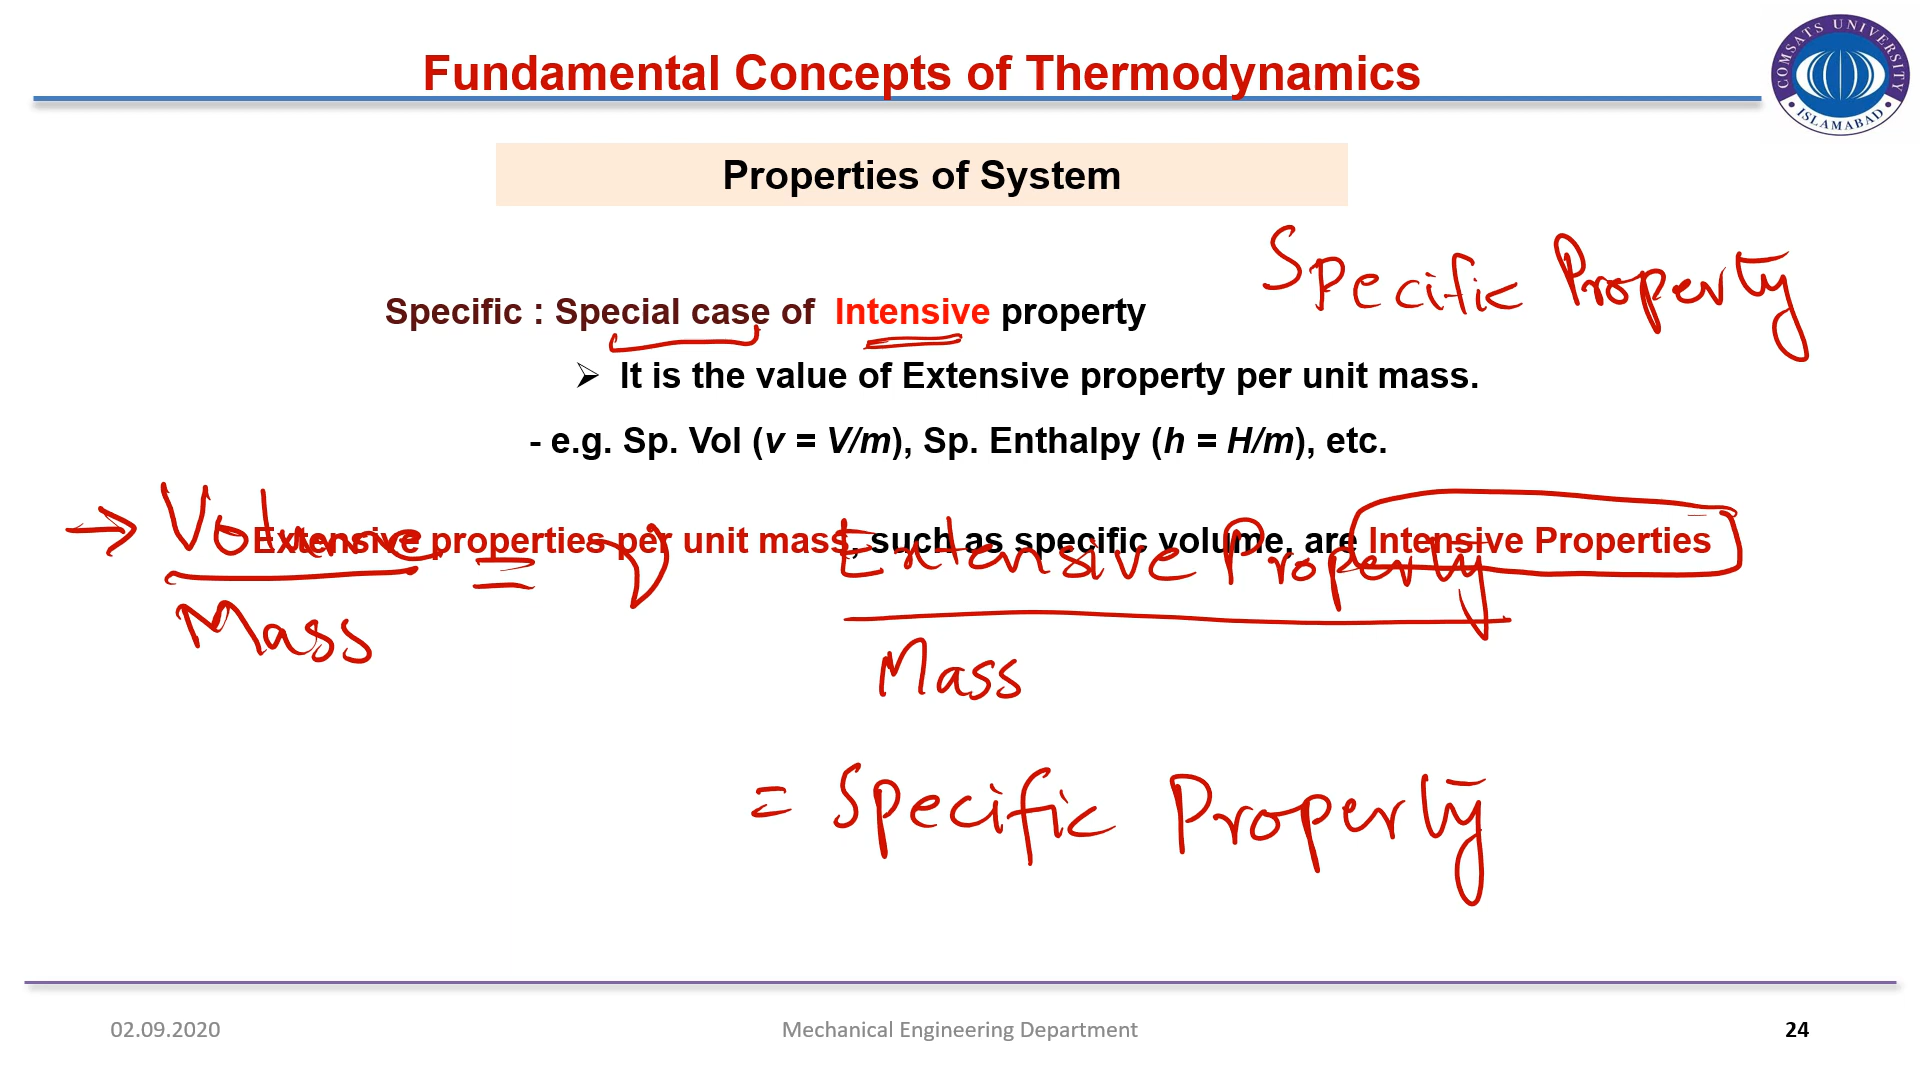 Fundamental Concepts of Thermodynamics
COMSATS UNIVERSITY
• ISLAMABAD •
Properties of System
Specific Property
Specific : Special case of Intensive property
➢ It is the value of Extensive property per unit mass.
- e.g. Sp. Vol (v = V/m), Sp. Enthalpy (h = H/m), etc.
Extensive properties per unit mass, such as specific volume, are Intensive Properties
→ Volume
Mass
= v
Extensive Property
Mass
= Specific Property
02.09.2020
Mechanical Engineering Department
24